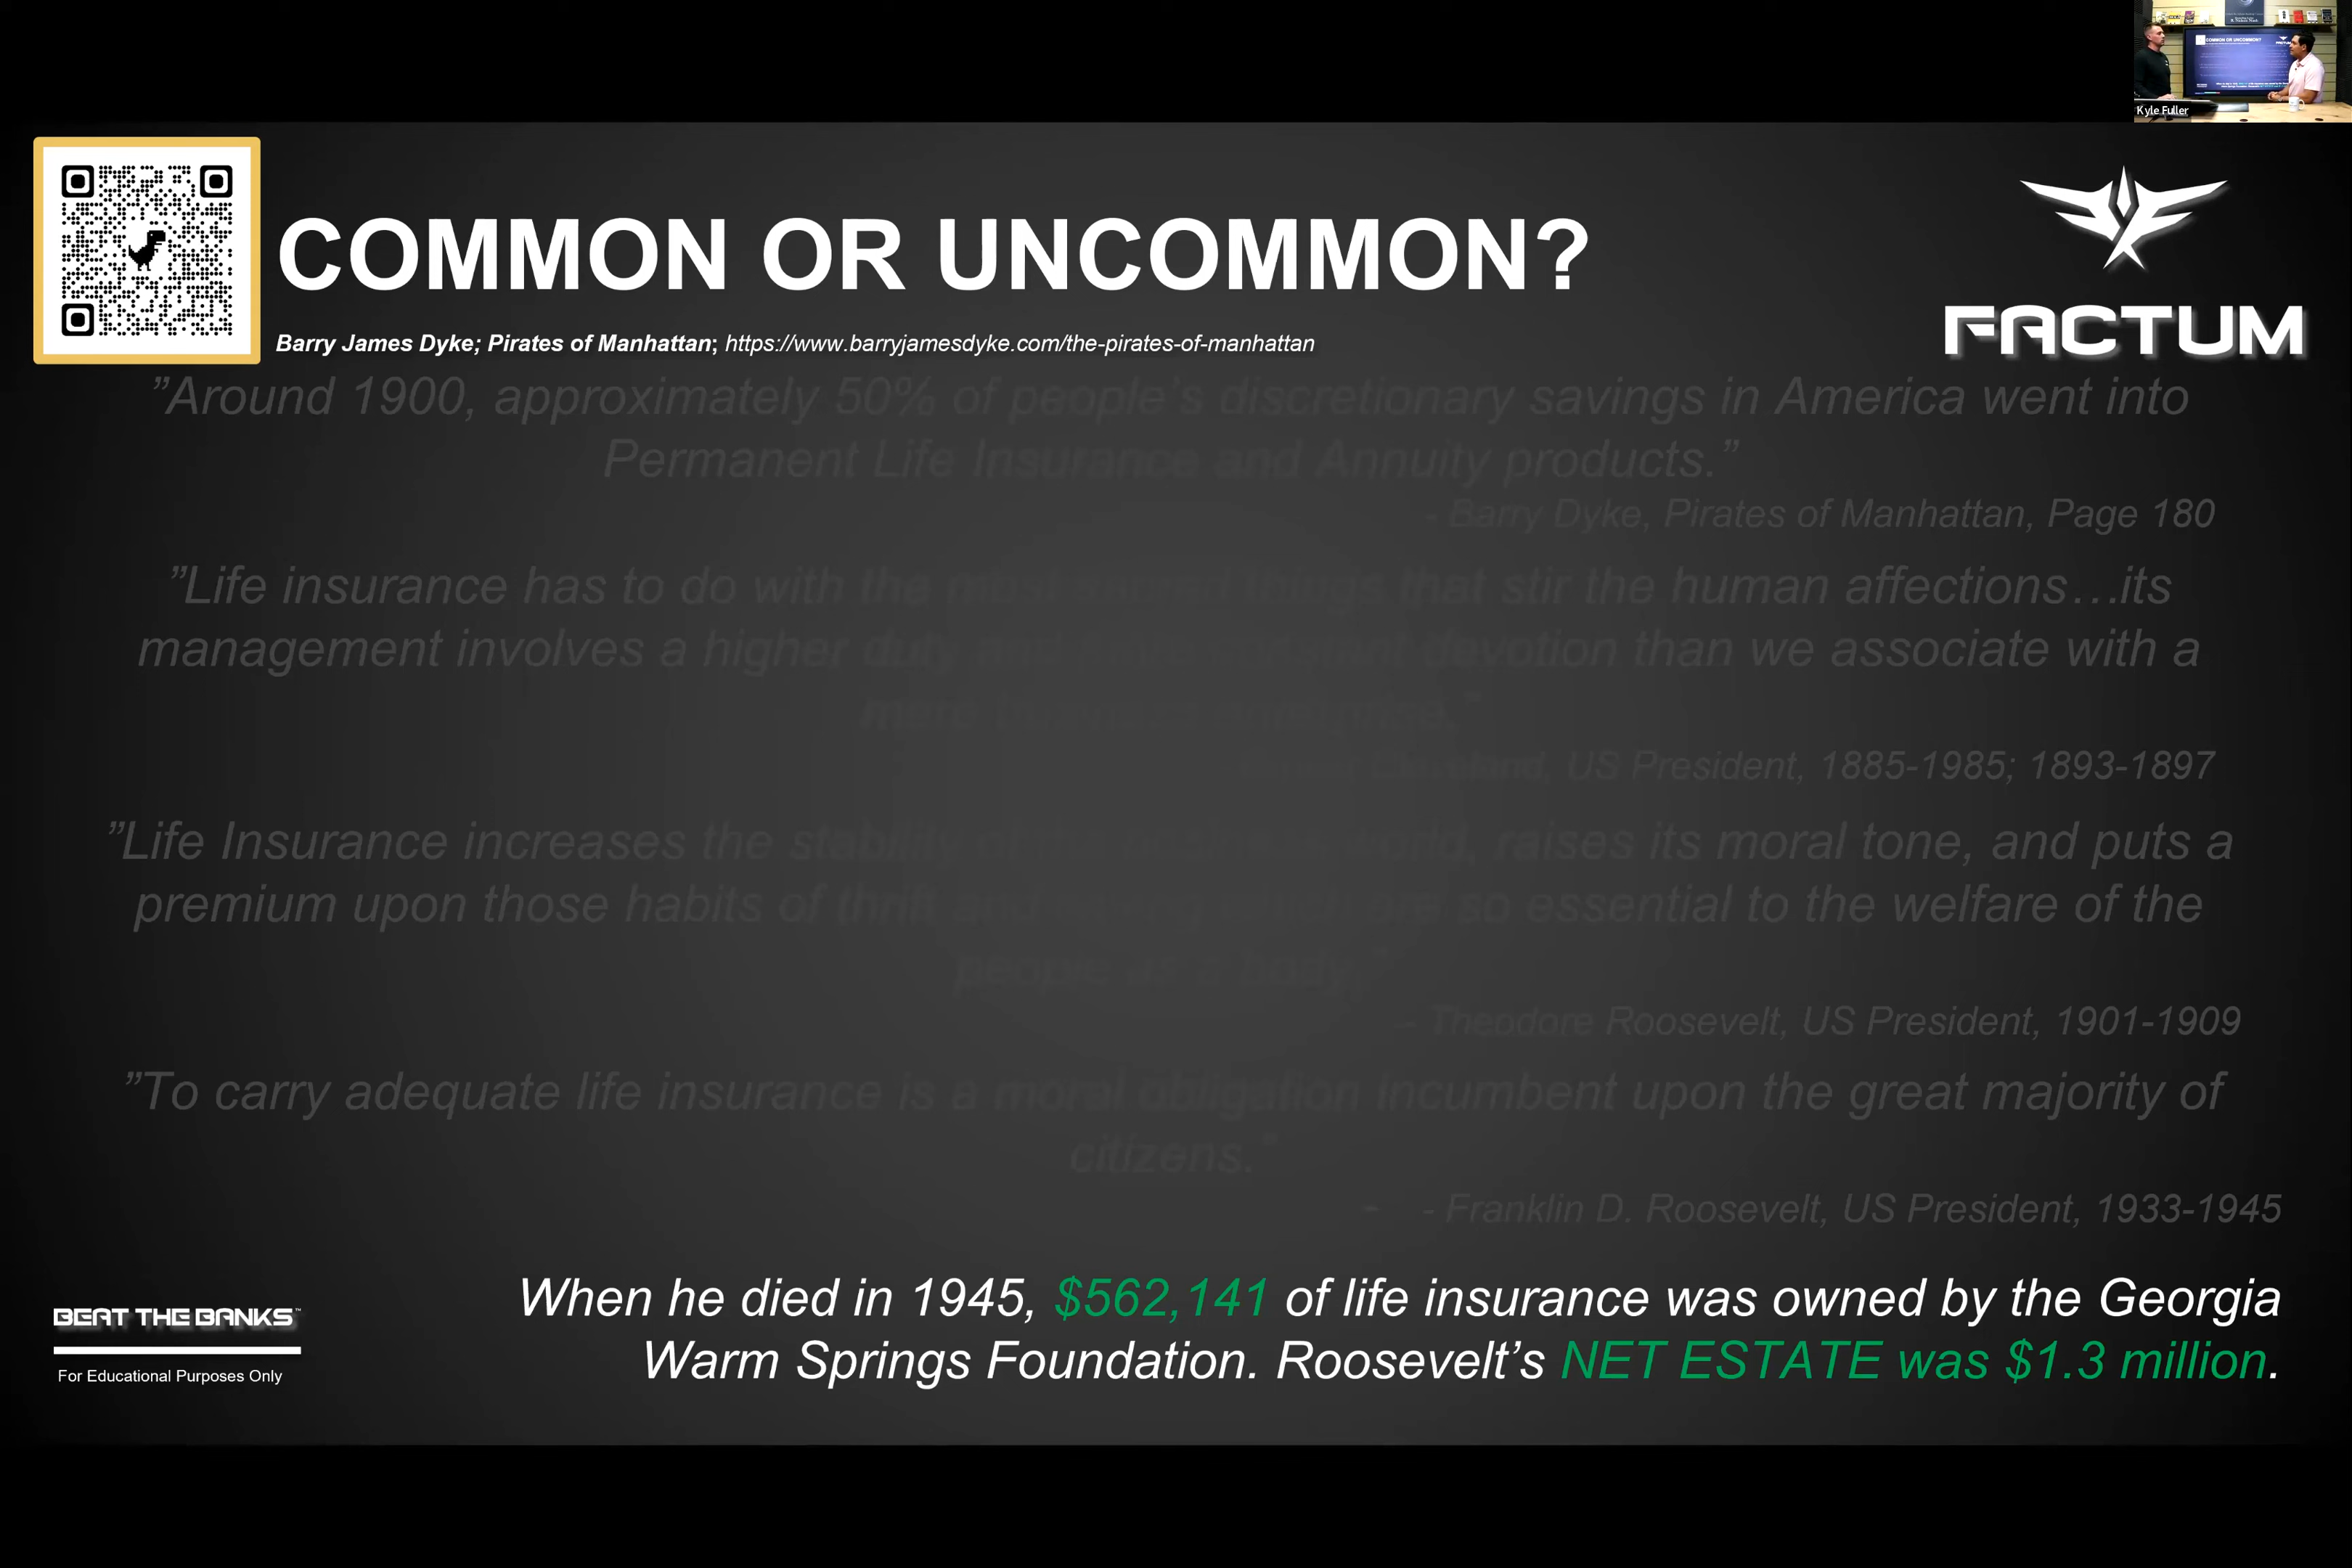 Kyle Fuller
COMMON OR UNCOMMON?
FACTUM
Barry James Dyke; Pirates of Manhattan; https://www.barryjamesdyke.com/the-pirates-of-manhattan
”Around 1900, approximately 50% of people’s discretionary savings in America went into
Permanent Life Insurance and Annuity products.”
- Barry Dyke, Pirates of Manhattan, Page 180
”Life insurance has to do with the most that stir the human affections…its
management involves a higher duty devotion than we associate with a
Cleveland, US President, 1885-1985; 1893-1897
”Life Insurance increases the stability raises its moral tone, and puts a
premium upon those habits of thrift so essential to the welfare of the
people as a body,”
- Theodore Roosevelt, US President, 1901-1909
”To carry adequate life insurance is a moral obligation incumbent upon the great majority of
citizens.”
- - Franklin D. Roosevelt, US President, 1933-1945
When he died in 1945, $562,141 of life insurance was owned by the Georgia
Warm Springs Foundation. Roosevelt’s NET ESTATE was $1.3 million.
BEAT THE BANKS™
For Educational Purposes Only